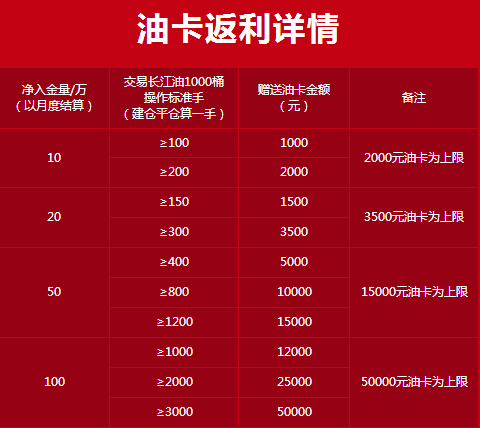 油卡返利详情
净入金量/万
（以月度结算）
交易长江油1000桶
操作标准手
（建仓平仓算一手）
赠送油卡金额
（元）
备注
10
≥100
1000
2000元油卡为上限
≥200
2000
20
≥150
1500
3500元油卡为上限
≥300
3500
50
≥400
5000
15000元油卡为上限
≥800
10000
≥1200
15000
100
≥1000
12000
50000元油卡为上限
≥2000
25000
≥3000
50000